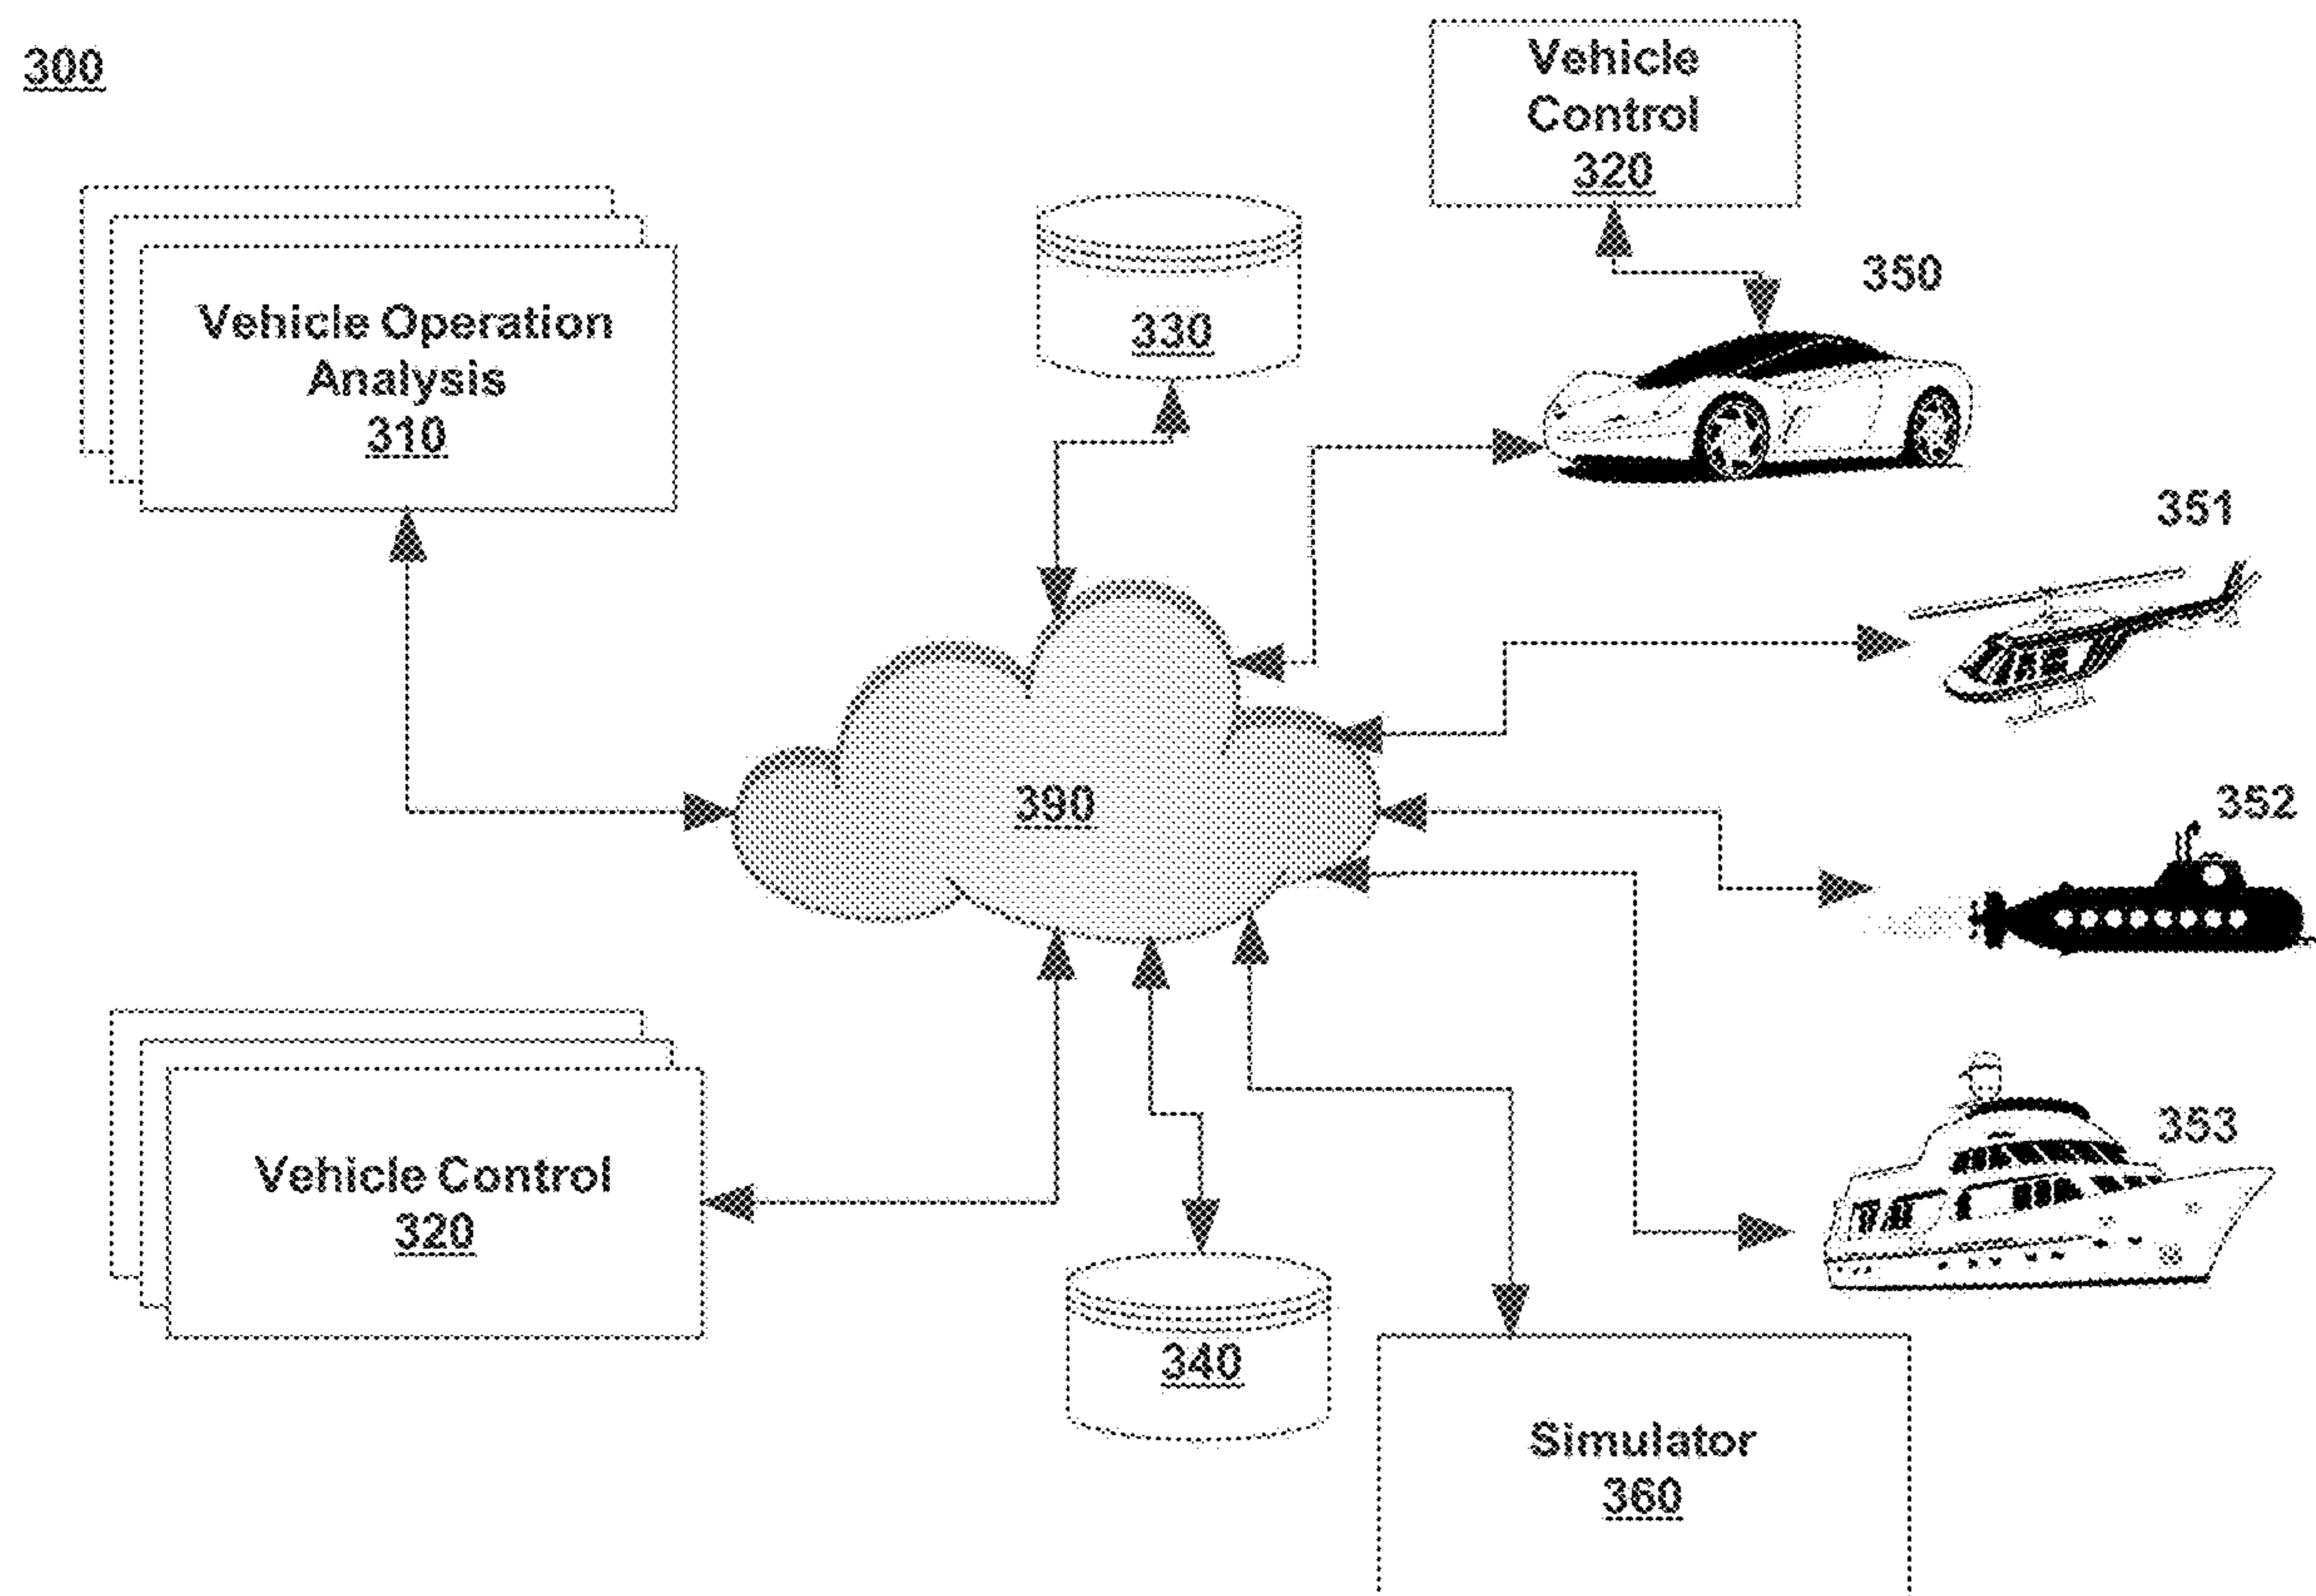 300
Vehicle
Control
320
350
Vehicle Operation
Analysis
310
330
351
390
352
353
Vehicle Control
320
340
Simulator
360